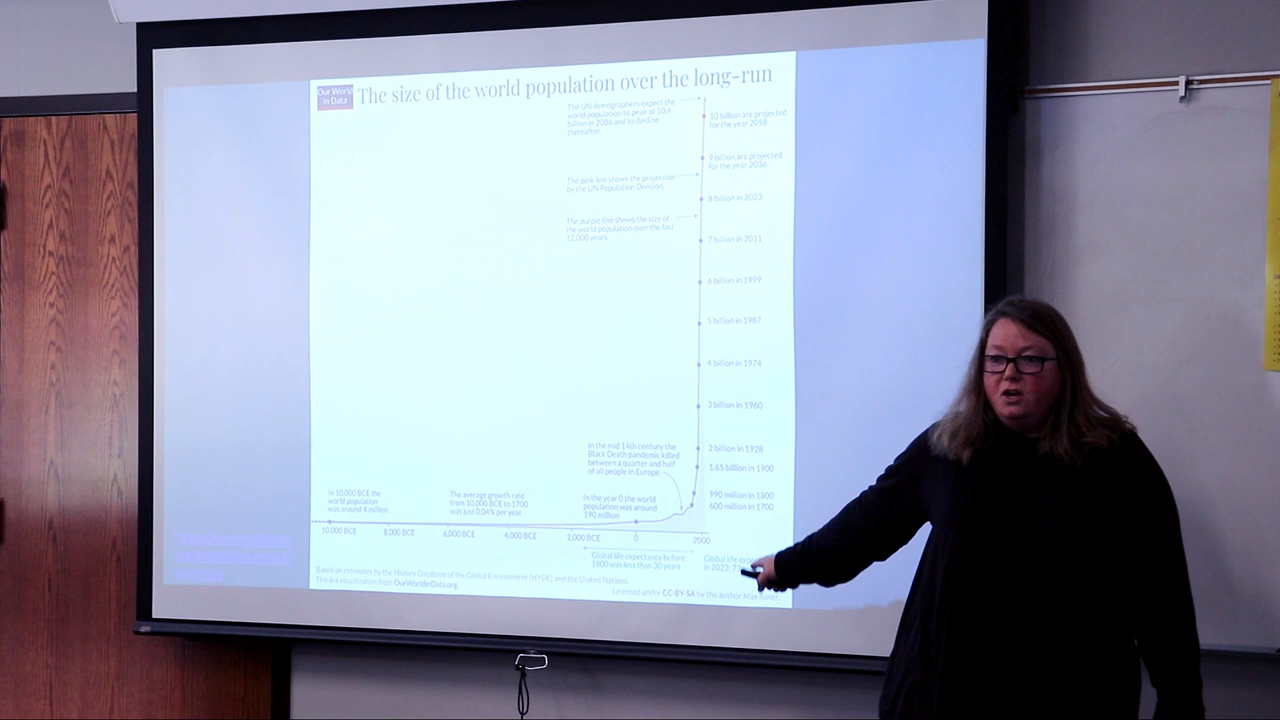 Our World
in Data
The size of the world population over the long-run
The UN demographers expect the
world population to peak at 10.4
billion in 2086 and to decline
thereafter.
10 billion are projected
for the year 2058
9 billion are projected
for the year 2036
The pink line shows the projection
by the UN Population Division.
8 billion in 2023
The purple line shows the size of
the world population over the last
12,000 years.
7 billion in 2011
6 billion in 1999
5 billion in 1987
4 billion in 1974
3 billion in 1960
2 billion in 1928
1.65 billion in 1900
990 million in 1800
600 million in 1700
In the mid 14th century the
Black Death pandemic killed
between a quarter and half
of all people in Europe.
In 10,000 BCE the
world population
was around 4 million
The average growth rate
from 10,000 BCE to 1700
was just 0.04% per year
In the year 0 the world
population was around
190 million
10,000 BCE 8,000 BCE 6,000 BCE 4,000 BCE 2,000 BCE 0 2000
Global life expectancy before
1800 was less than 30 years
Global life
in 2023:
Based on estimates by the History Database of the Global Environment (HYDE) and the United Nations.
This is a visualization from OurWorldinData.org.
Licensed under CC-BY-SA by the author Max Roser.